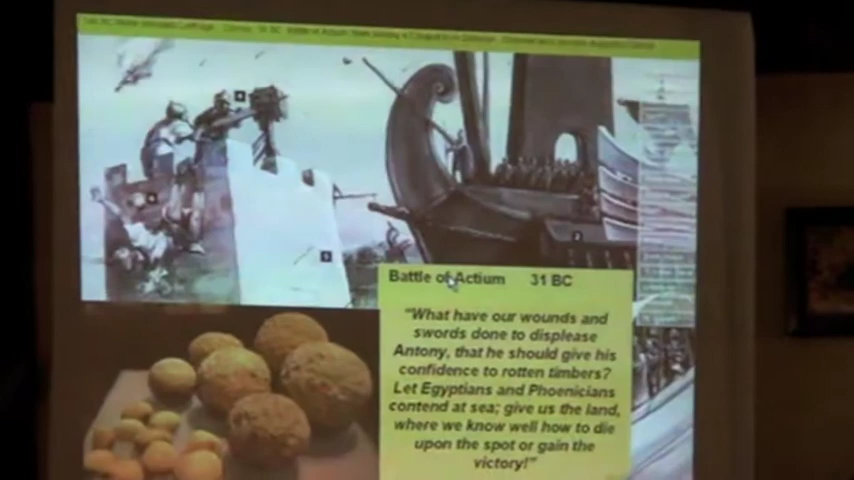 Battle of Actium 31 BC
"What have our wounds and
swords done to displease
Antony, that he should give his
confidence to rotten timbers?
Let Egyptians and Phoenicians
contend at sea; give us the land,
where we know well how to die
upon the spot or gain the
victory!"